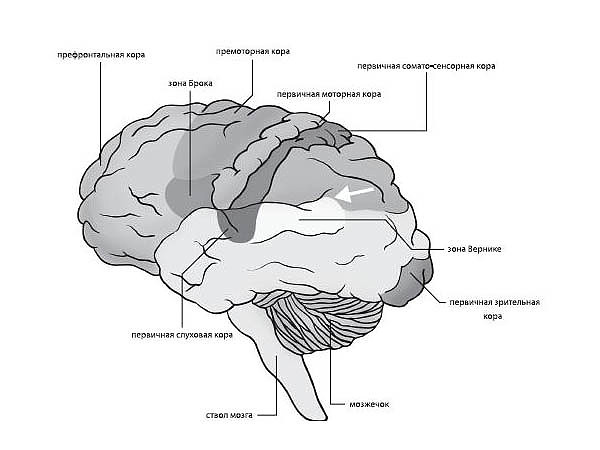 премоторная кора
префронтальная кора
первичная сомато-сенсорная кора
зона Брока
первичная моторная кора
зона Вернике
первичная зрительная
кора
первичная слуховая кора
мозжечок
ствол мозга